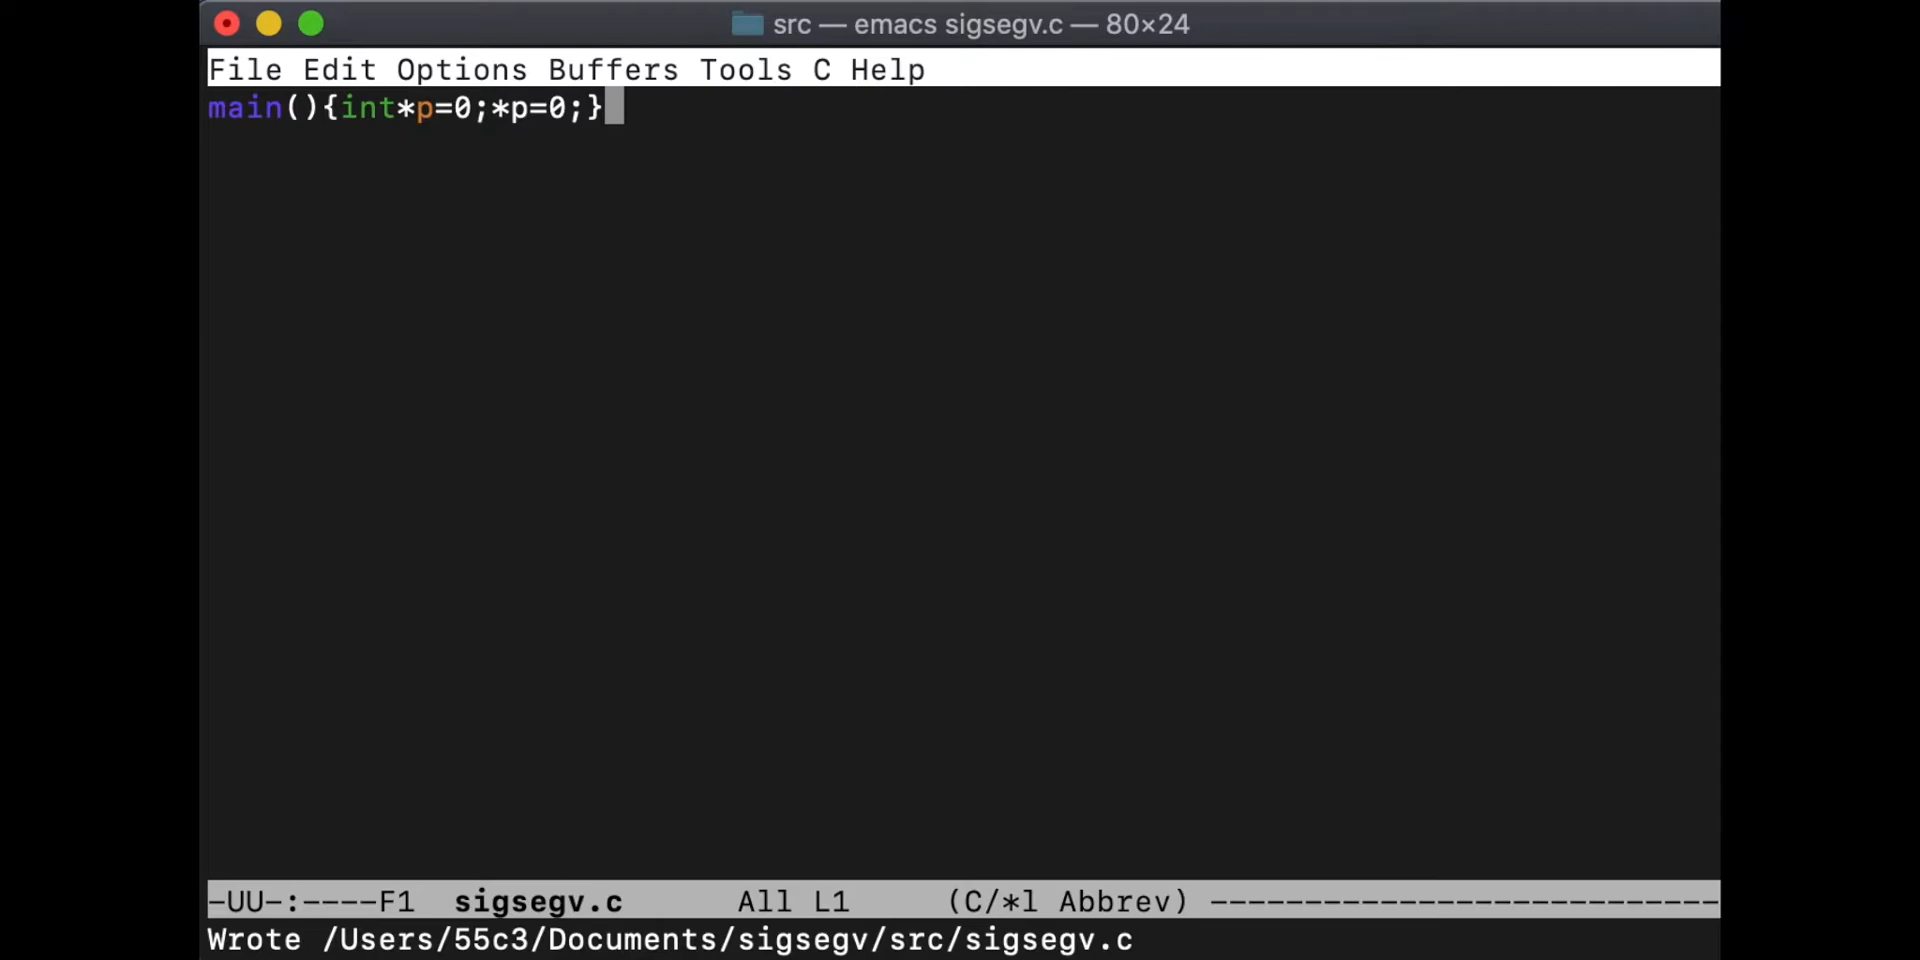 src — emacs sigsegv.c — 80×24
File Edit Options Buffers Tools C Help
main(){int*p=0;*p=0;}
-UU-:----F1  sigsegv.c      All L1     (C/*l Abbrev) ---------------------------
Wrote /Users/55c3/Documents/sigsegv/src/sigsegv.c